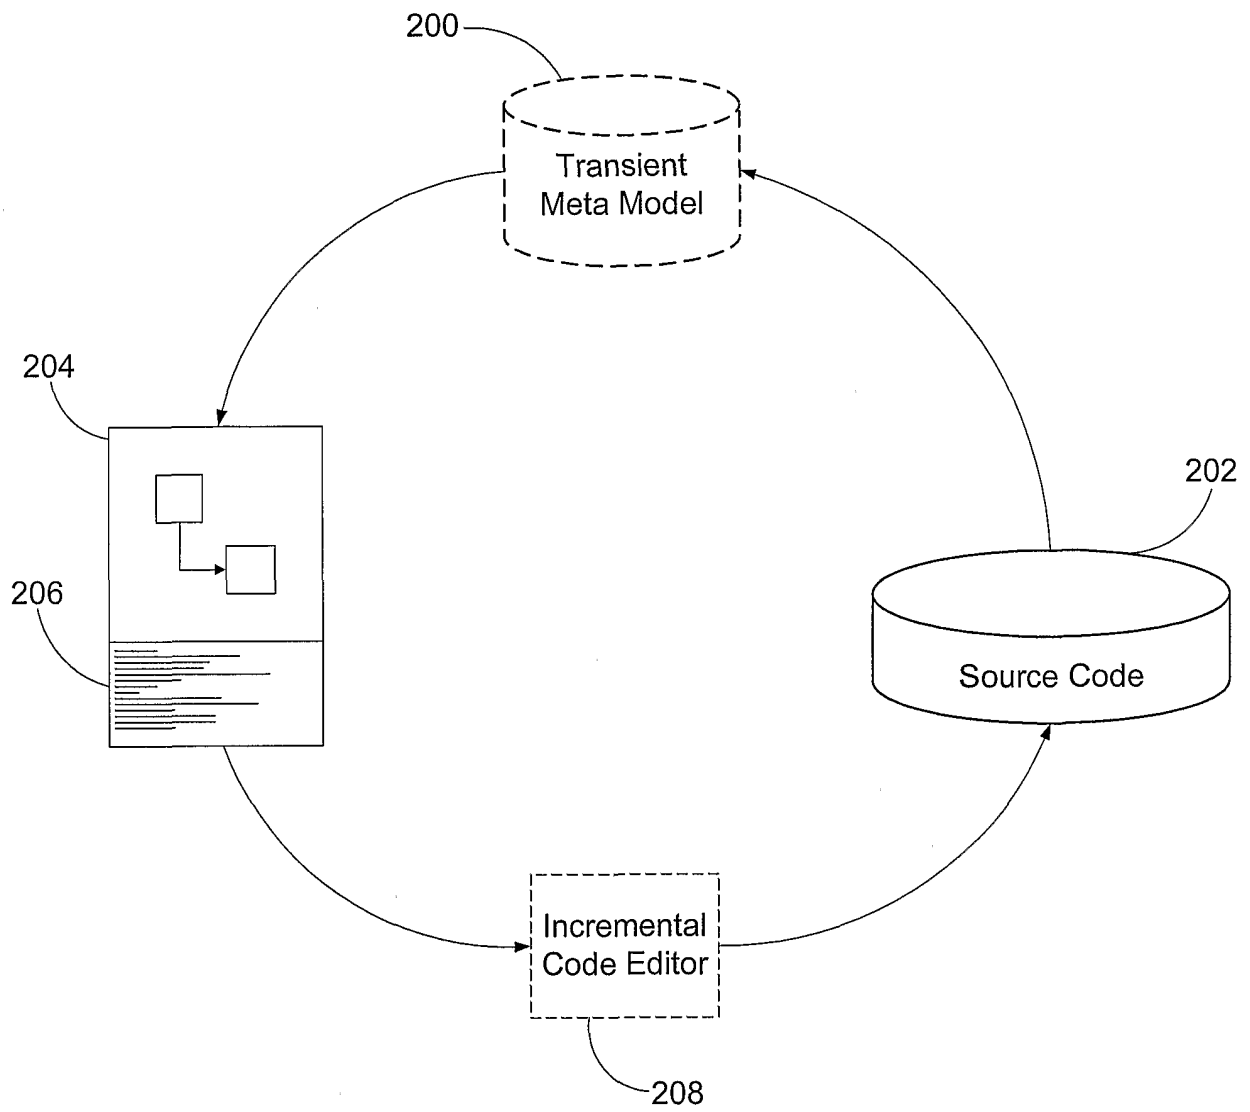 200
Transient
Meta Model
204
202
206
Source Code
Incremental
Code Editor
208